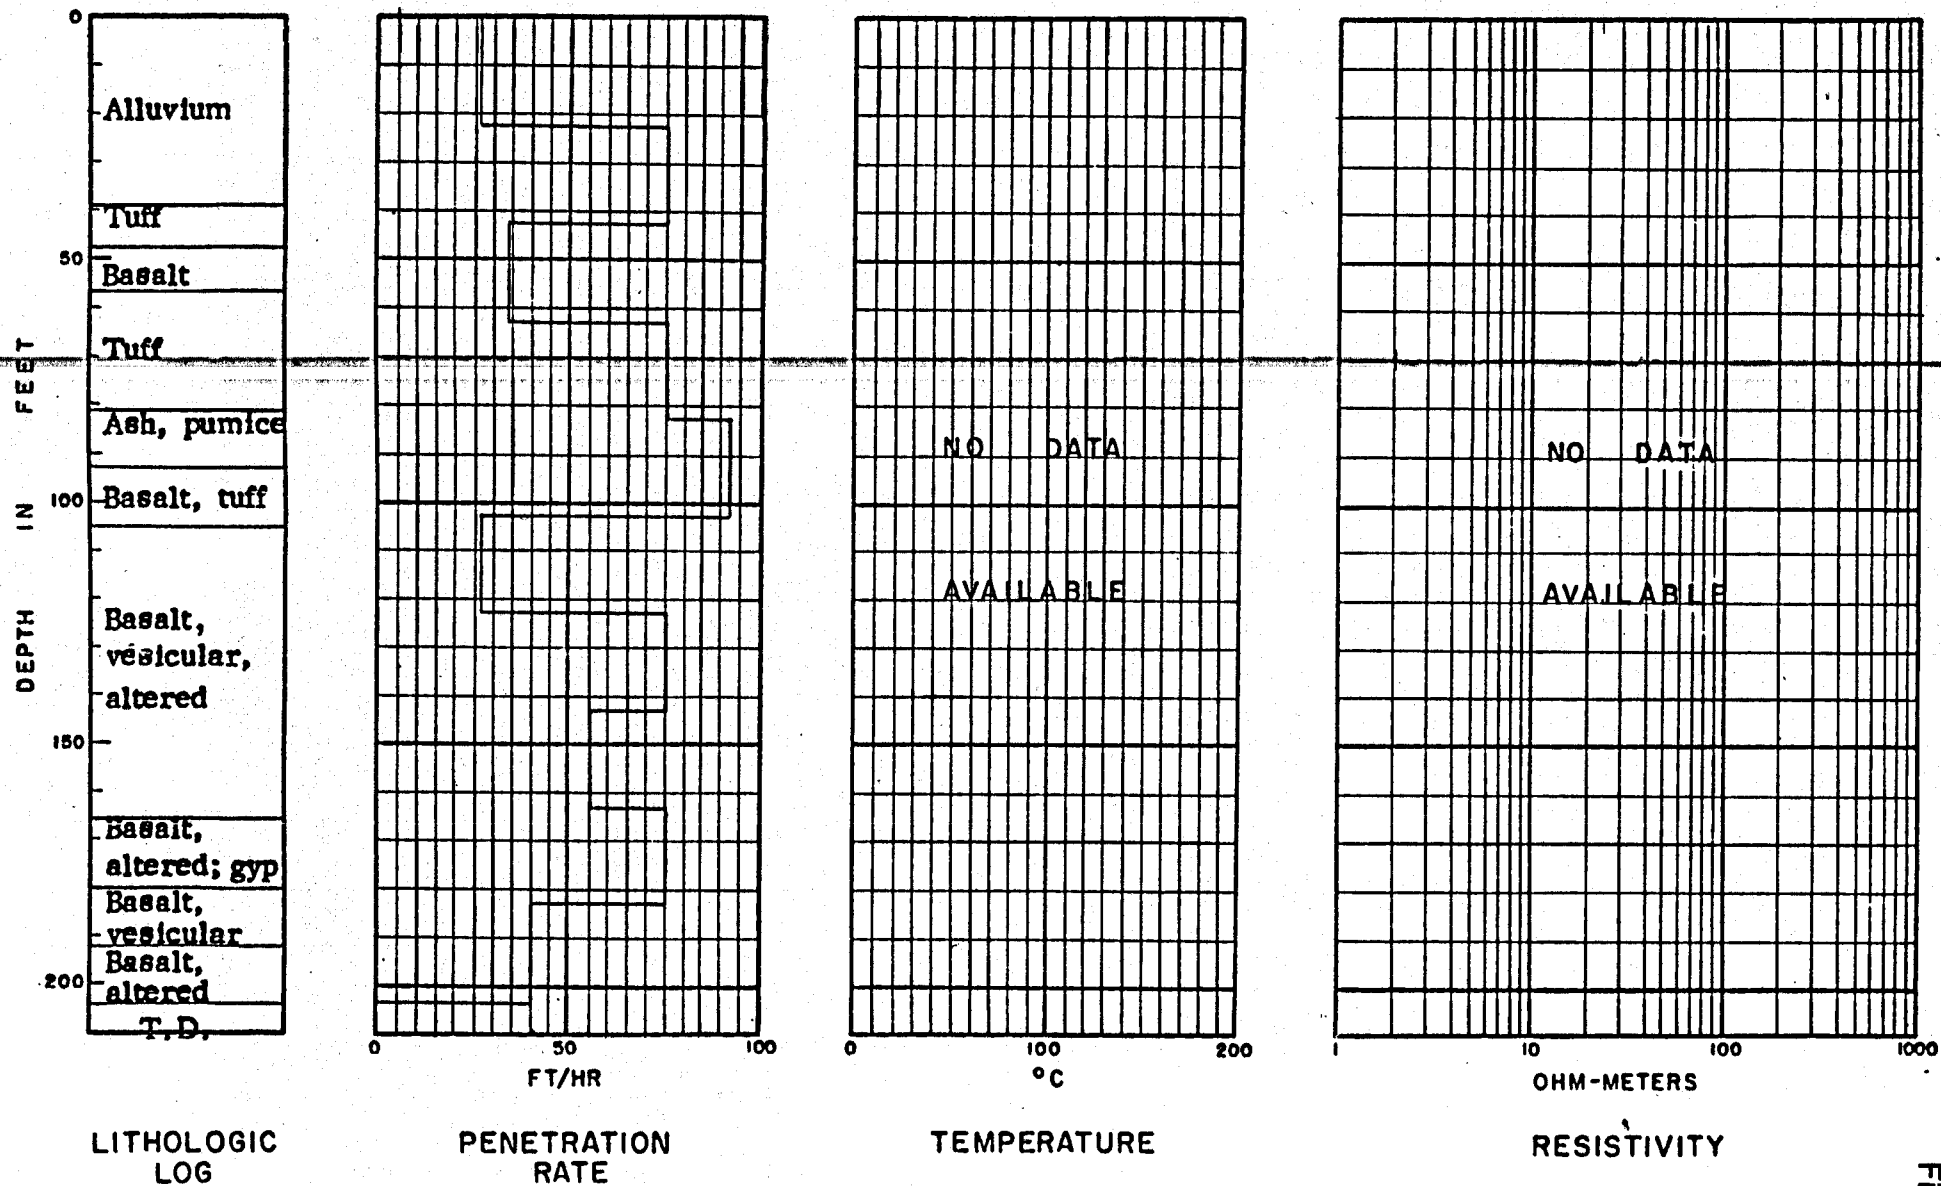 0
50
100
150
200
DEPTH IN FEET
Alluvium
Tuff
Basalt
Tuff
Ash, pumice
Basalt, tuff
Basalt,
vesicular,
altered
Basalt,
altered; gyp
Basalt,
vesicular
Basalt,
altered
T.D.
LITHOLOGIC
LOG
0 50 100
FT/HR
PENETRATION
RATE
NO DATA
AVAILABLE
0 100 200
°C
TEMPERATURE
NO DATA
AVAILABLE
1 10 100 1000
OHM-METERS
RESISTIVITY